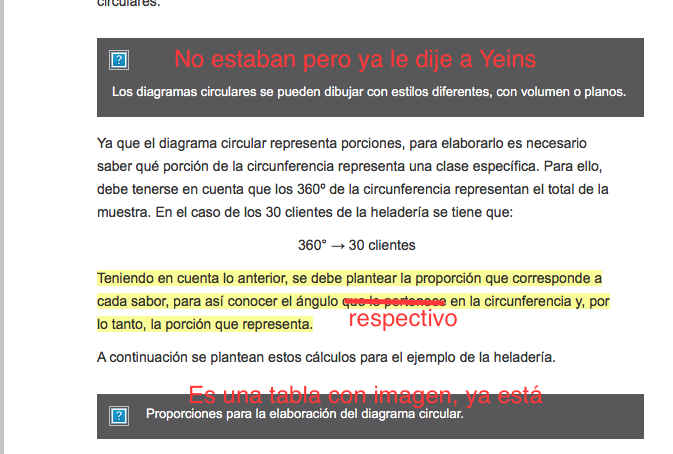 circulares.
No estaban pero ya le dije a Yeins
Los diagramas circulares se pueden dibujar con estilos diferentes, con volumen o planos.
Ya que el diagrama circular representa porciones, para elaborarlo es necesario
saber qué porción de la circunferencia representa una clase específica. Para ello,
debe tenerse en cuenta que los 360º de la circunferencia representan el total de la
muestra. En el caso de los 30 clientes de la heladería se tiene que:
360° → 30 clientes
Teniendo en cuenta lo anterior, se debe plantear la proporción que corresponde a
cada sabor, para así conocer el ángulo que le pertenece en la circunferencia y, por
respectivo
lo tanto, la porción que representa.
A continuación se plantean estos cálculos para el ejemplo de la heladería.
Es una tabla con imagen, ya está
Proporciones para la elaboración del diagrama circular.